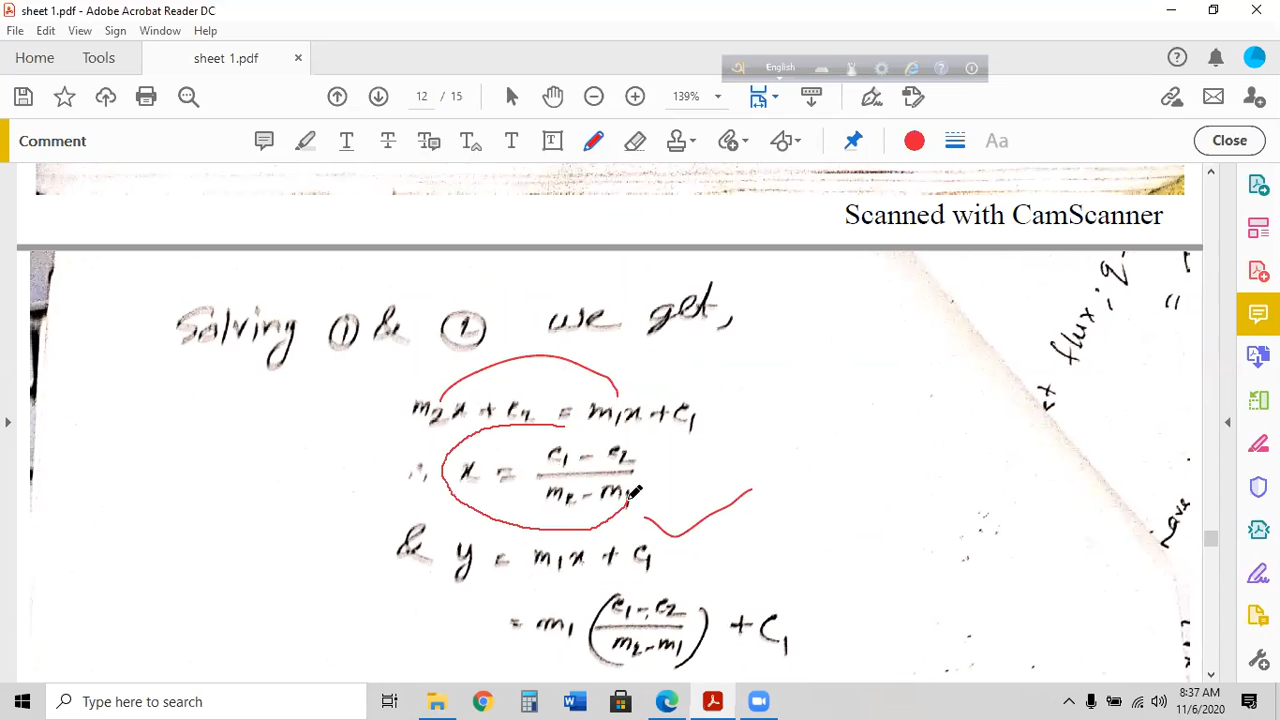 sheet 1.pdf - Adobe Acrobat Reader DC
File Edit View Sign Window Help
Home Tools sheet 1.pdf ×
English
12 / 15 139%
Comment Close
Scanned with CamScanner
Solving ① & ② we get,
m₂x + c₂ = m₁x + c₁
∴ x = (c₁ - c₂)/(m₂ - m₁)
& y = m₁x + c₁
= m₁ ((c₁ - c₂)/(m₂ - m₁)) + c₁
flux; q
Type here to search
8:37 AM
11/6/2020